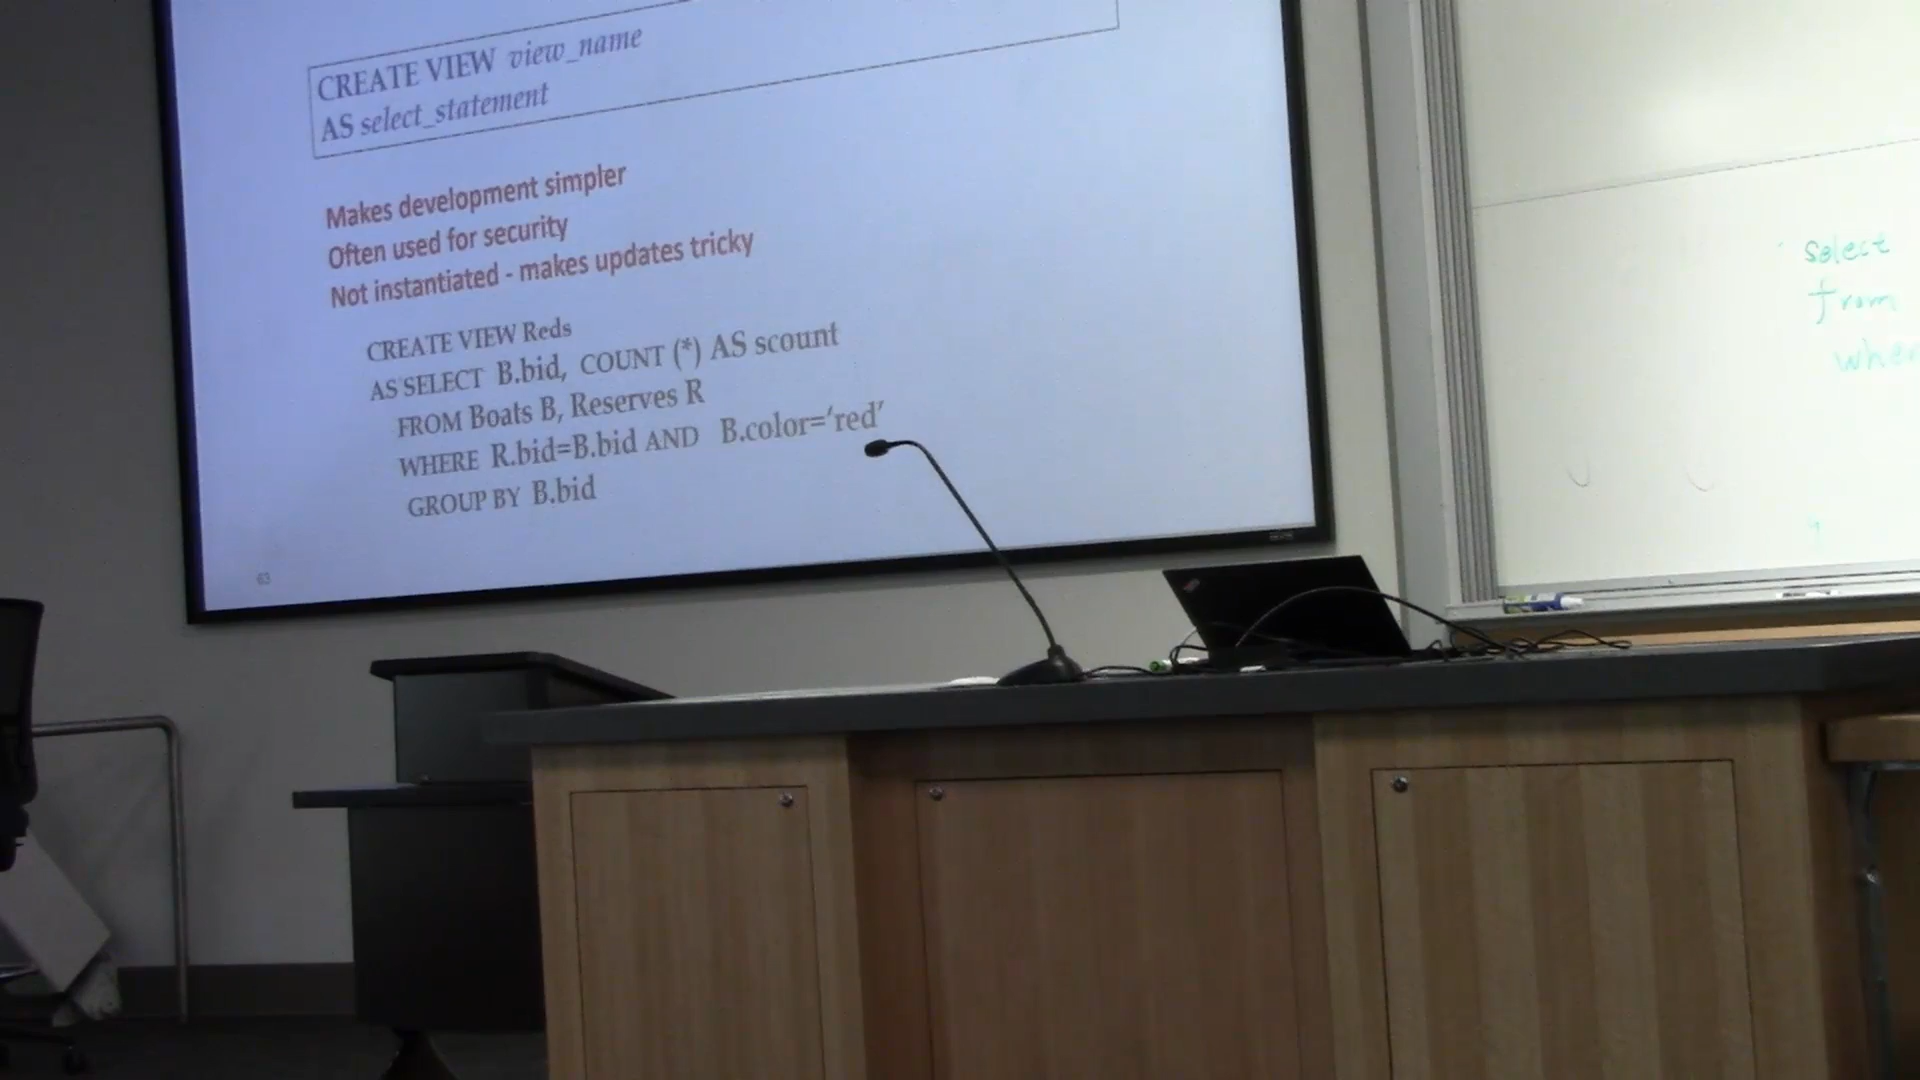 CREATE VIEW view_name
AS select_statement
Makes development simpler
Often used for security
Not instantiated - makes updates tricky
CREATE VIEW Reds
AS SELECT B.bid, COUNT (*) AS scount
FROM Boats B, Reserves R
WHERE R.bid=B.bid AND B.color=‘red’
GROUP BY B.bid
63
select
from